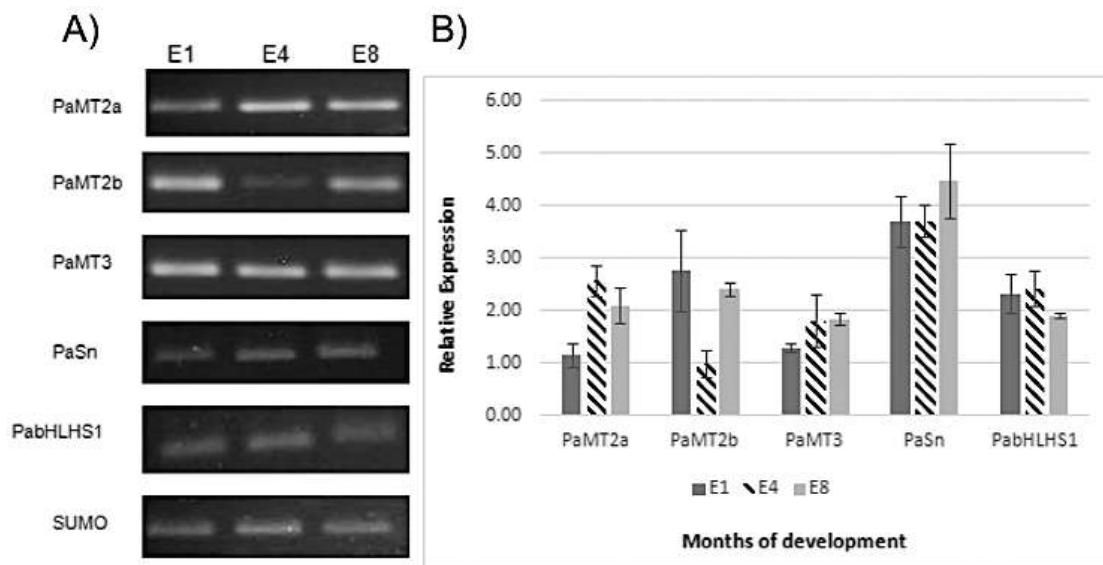 A)
E1 E4 E8
PaMT2a
PaMT2b
PaMT3
PaSn
PabHLHS1
SUMO
B)
6.00
5.00
4.00
3.00
2.00
1.00
0.00
Relative Expression
PaMT2a PaMT2b PaMT3 PaSn PabHLHS1
E1 E4 E8
Months of development